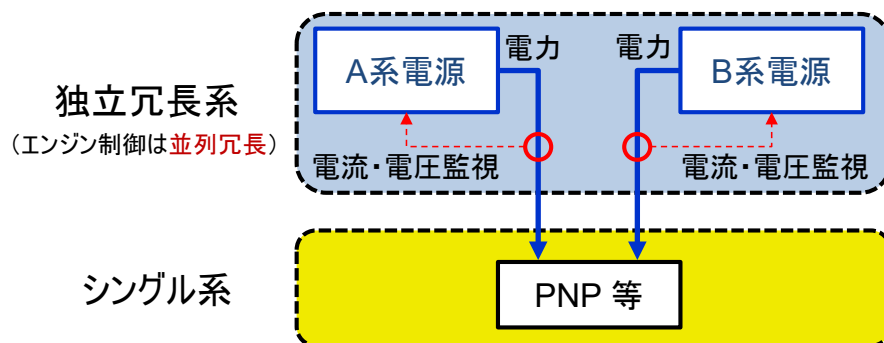 電力
電力
A系電源
B系電源
独立冗長系
（エンジン制御は並列冗長）
電流・電圧監視
電流・電圧監視
シングル系
PNP 等